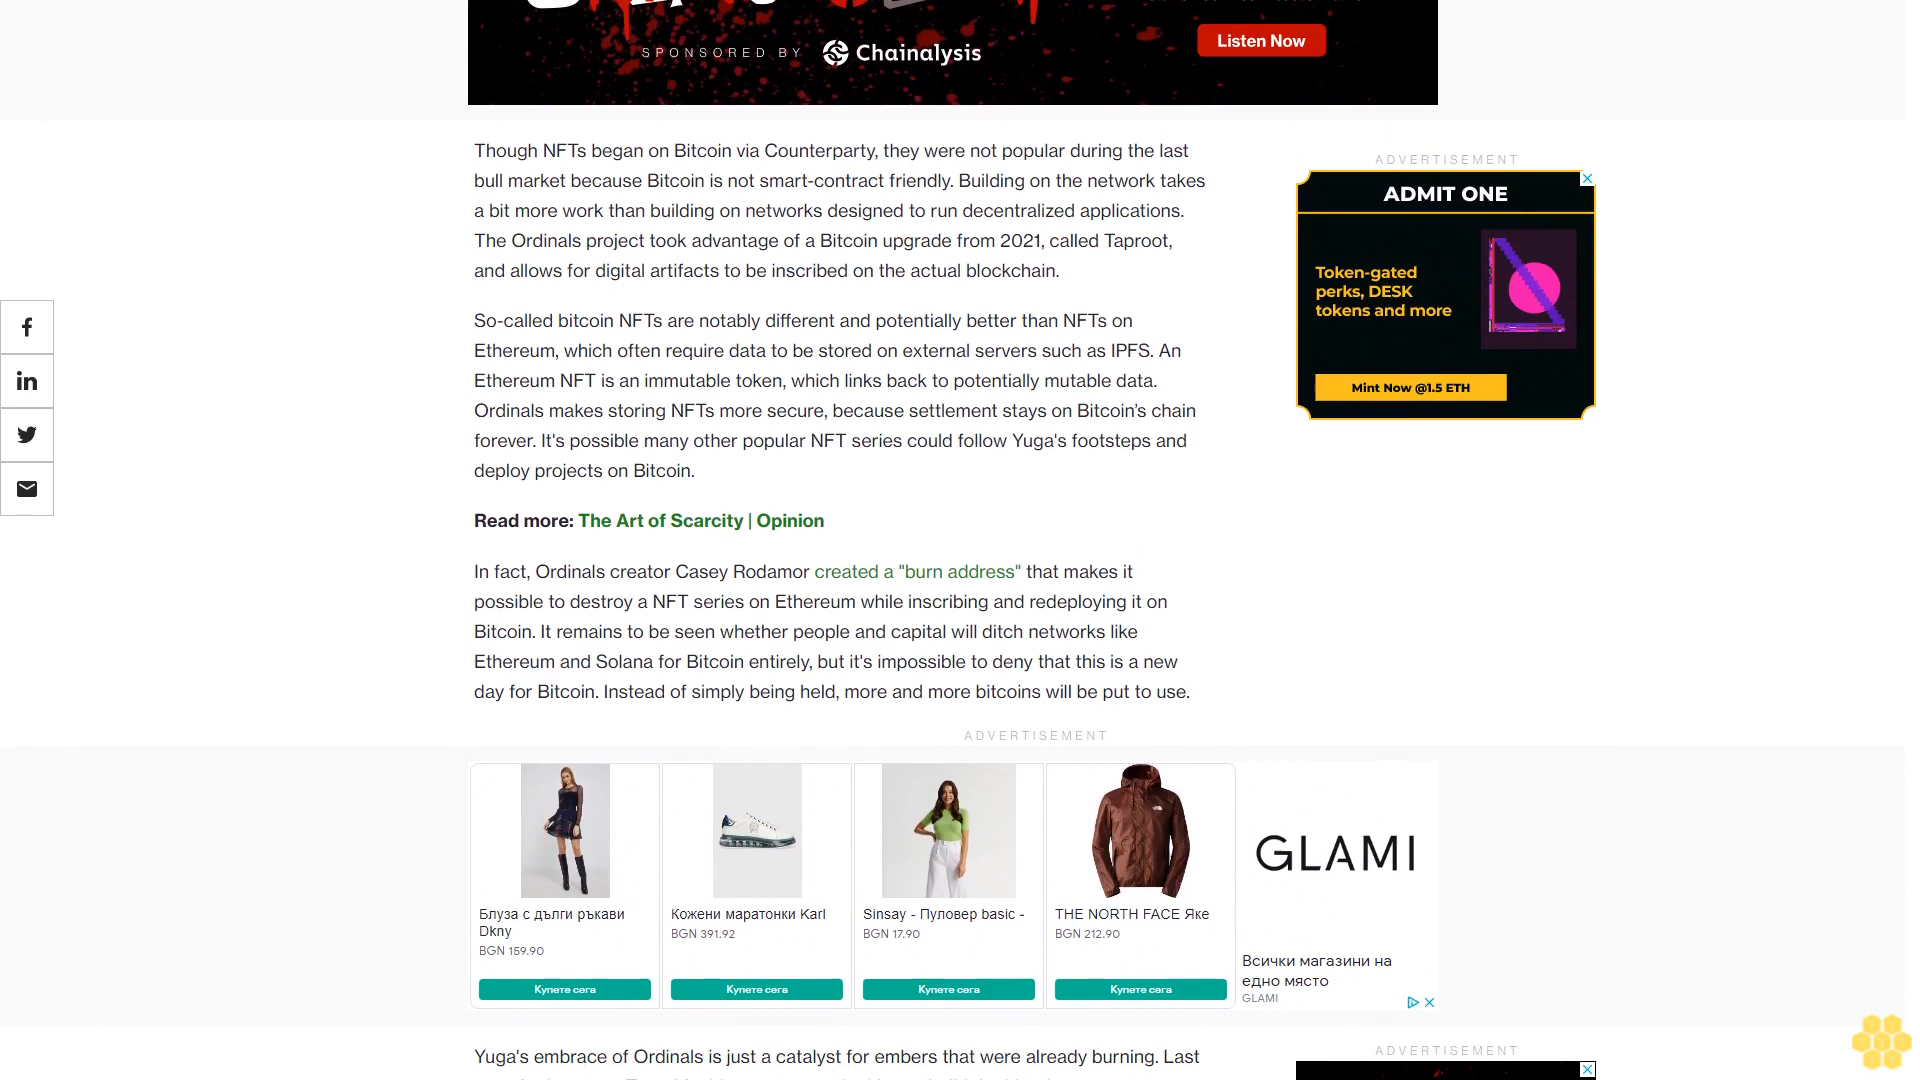 SPONSORED BY Chainalysis
Listen Now
Though NFTs began on Bitcoin via Counterparty, they were not popular during the last
bull market because Bitcoin is not smart-contract friendly. Building on the network takes
a bit more work than building on networks designed to run decentralized applications.
The Ordinals project took advantage of a Bitcoin upgrade from 2021, called Taproot,
and allows for digital artifacts to be inscribed on the actual blockchain.
So-called bitcoin NFTs are notably different and potentially better than NFTs on
Ethereum, which often require data to be stored on external servers such as IPFS. An
Ethereum NFT is an immutable token, which links back to potentially mutable data.
Ordinals makes storing NFTs more secure, because settlement stays on Bitcoin’s chain
forever. It's possible many other popular NFT series could follow Yuga's footsteps and
deploy projects on Bitcoin.
Read more: The Art of Scarcity | Opinion
In fact, Ordinals creator Casey Rodamor created a "burn address" that makes it
possible to destroy a NFT series on Ethereum while inscribing and redeploying it on
Bitcoin. It remains to be seen whether people and capital will ditch networks like
Ethereum and Solana for Bitcoin entirely, but it's impossible to deny that this is a new
day for Bitcoin. Instead of simply being held, more and more bitcoins will be put to use.
ADVERTISEMENT
ADMIT ONE
Token-gated
perks, DESK
tokens and more
Mint Now @1.5 ETH
ADVERTISEMENT
Блуза с дълги ръкави
Dkny
BGN 159.90
Купете сега
Кожени маратонки Karl
BGN 391.92
Купете сега
Sinsay - Пуловер basic -
BGN 17.90
Купете сега
THE NORTH FACE Яке
BGN 212.90
Купете сега
GLAMI
Всички магазини на
едно място
GLAMI
Yuga's embrace of Ordinals is just a catalyst for embers that were already burning. Last
ADVERTISEMENT